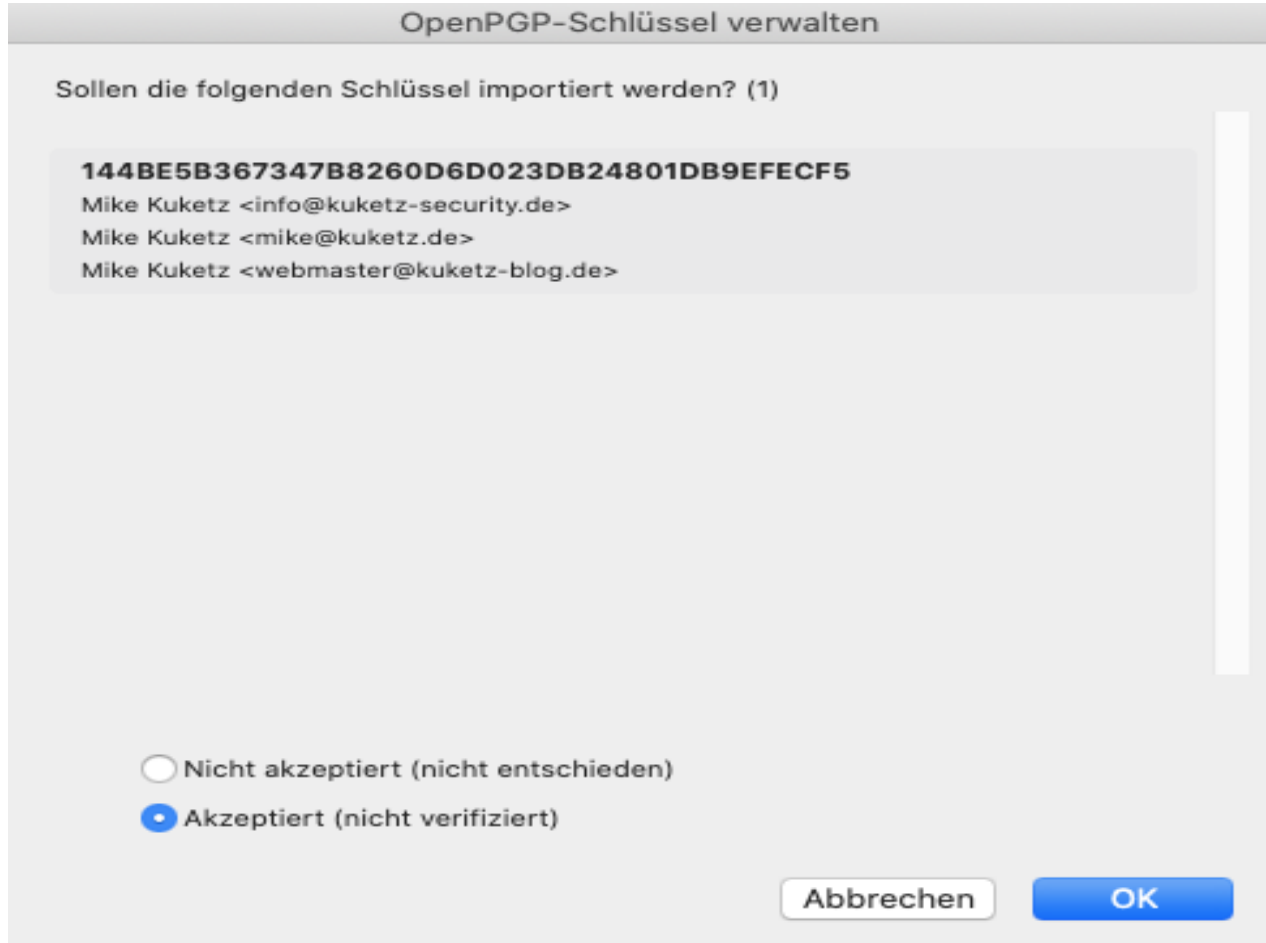 OpenPGP-Schlüssel verwalten
Sollen die folgenden Schlüssel importiert werden? (1)
144BE5B367347B8260D6D023DB24801DB9EFECF5
Mike Kuketz <info@kuketz-security.de>
Mike Kuketz <mike@kuketz.de>
Mike Kuketz <webmaster@kuketz-blog.de>
Nicht akzeptiert (nicht entschieden)
Akzeptiert (nicht verifiziert)
Abbrechen
OK